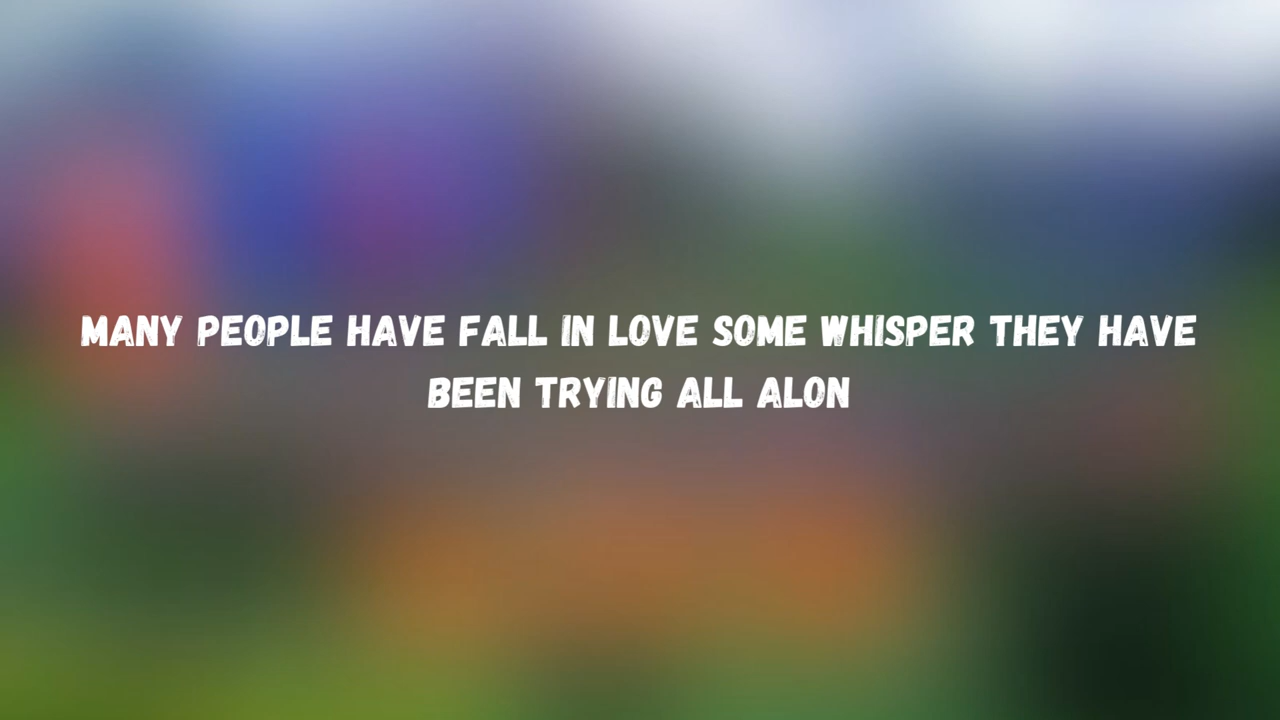 MANY PEOPLE HAVE FALL IN LOVE SOME WHISPER THEY HAVE
BEEN TRYING ALL ALON